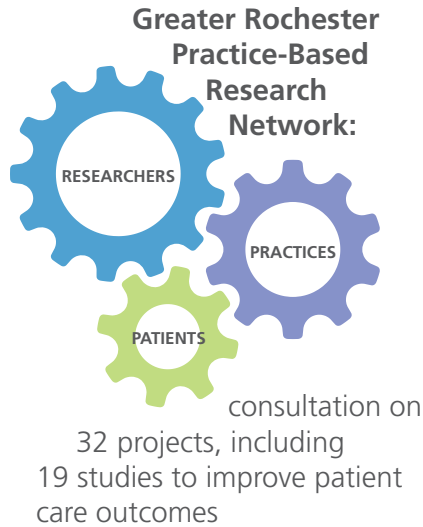 Greater Rochester
Practice-Based
Research
Network:
RESEARCHERS
PRACTICES
PATIENTS
consultation on
32 projects, including
19 studies to improve patient
care outcomes